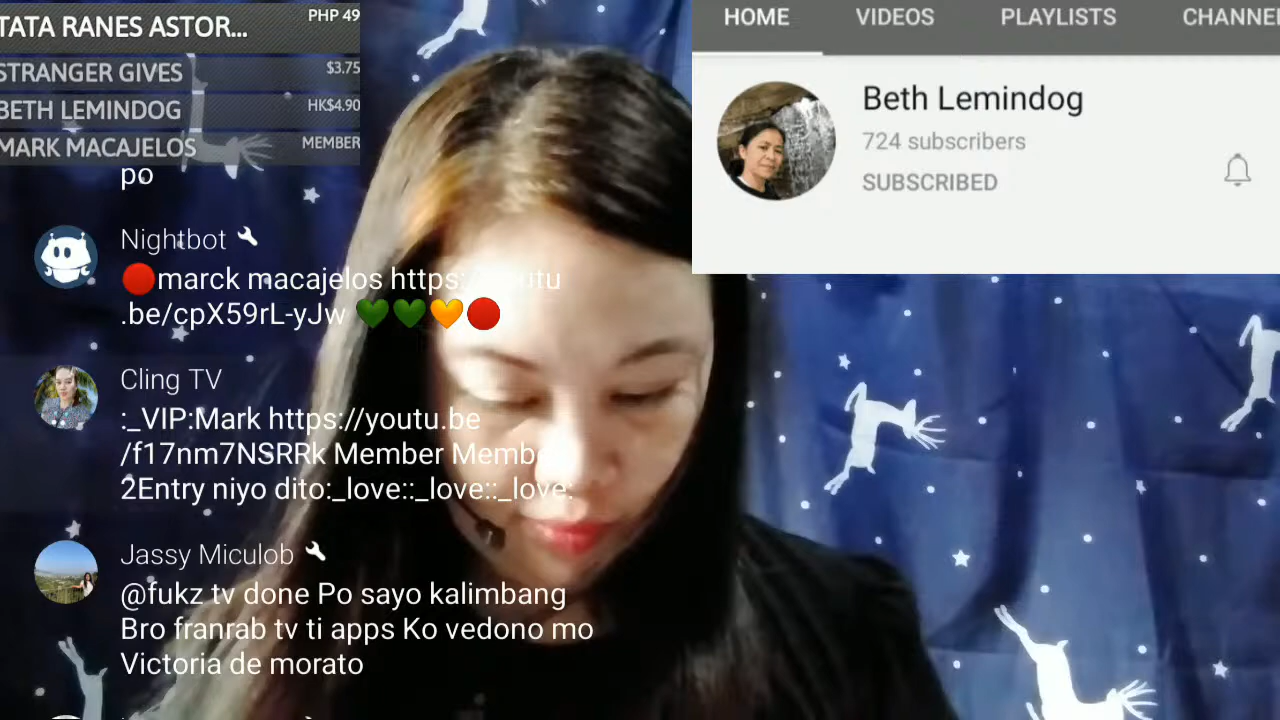 TATA RANES ASTOR...
PHP 49
STRANGER GIVES
$3.75
BETH LEMINDOG
HK$4.90
MARK MACAJELOS
MEMBER
po
Nightbot
🔴marck macajelos https:
utu
.be/cpX59rL-yJw 💚💚🧡🔴
Cling TV
:_VIP:Mark https://youtu.be
/f17nm7NSRRk Member Memb
2Entry niyo dito:_love::_love::_love:
Jassy Miculob
@fukz tv done Po sayo kalimbang
Bro franrab tv ti apps Ko vedono mo
Victoria de morato
HOME
VIDEOS
PLAYLISTS
CHANNE
Beth Lemindog
724 subscribers
SUBSCRIBED